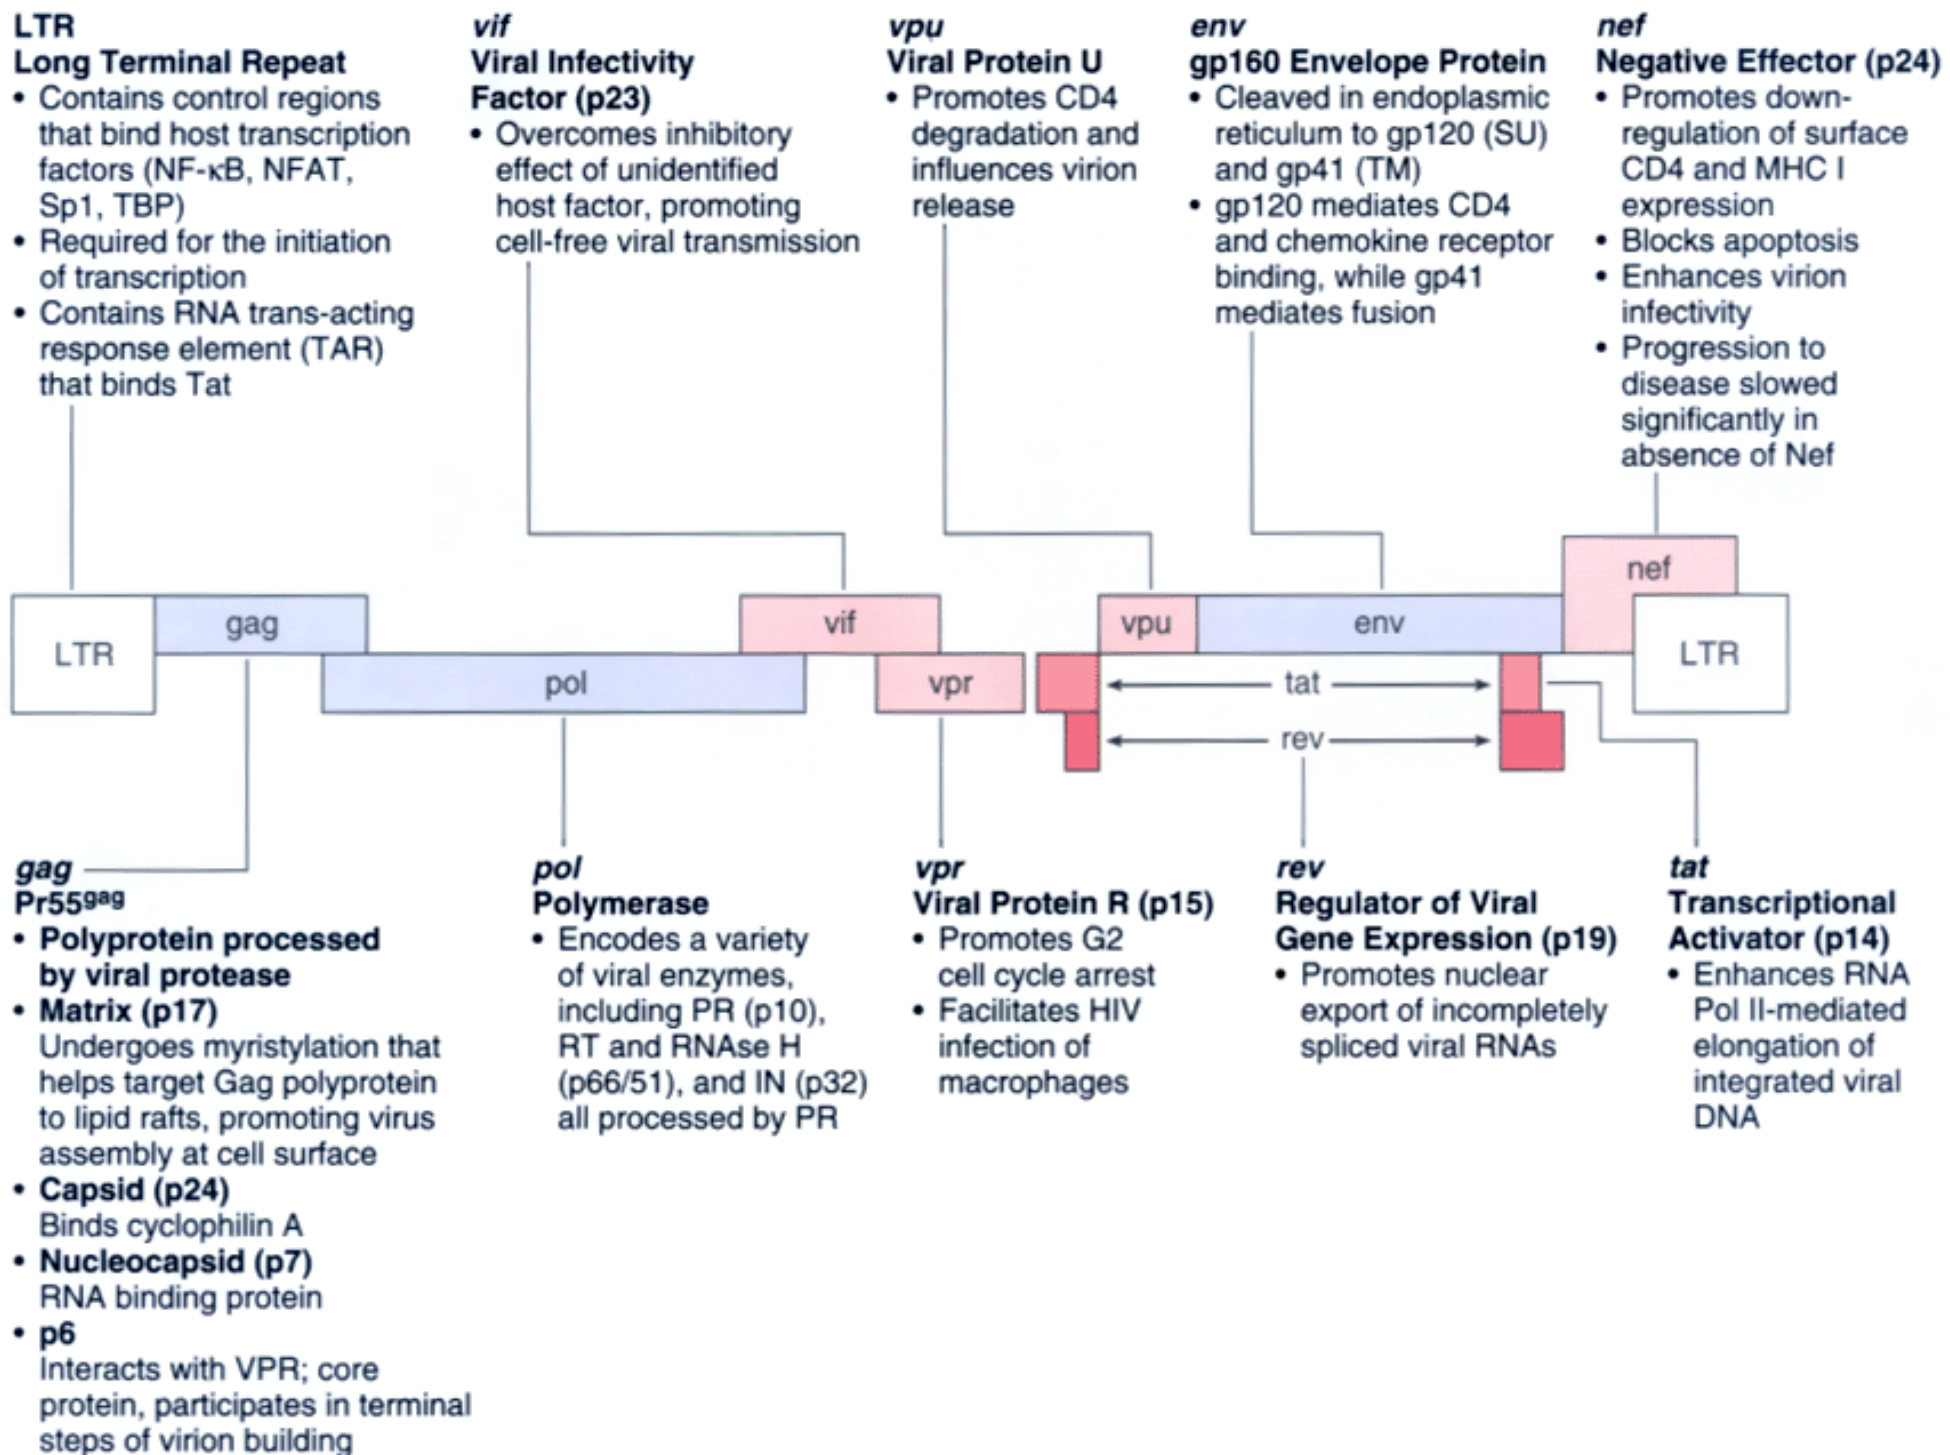 LTR
Long Terminal Repeat
• Contains control regions
that bind host transcription
factors (NF-κB, NFAT,
Sp1, TBP)
• Required for the initiation
of transcription
• Contains RNA trans-acting
response element (TAR)
that binds Tat
vif
Viral Infectivity
Factor (p23)
• Overcomes inhibitory
effect of unidentified
host factor, promoting
cell-free viral transmission
vpu
Viral Protein U
• Promotes CD4
degradation and
influences virion
release
env
gp160 Envelope Protein
• Cleaved in endoplasmic
reticulum to gp120 (SU)
and gp41 (TM)
• gp120 mediates CD4
and chemokine receptor
binding, while gp41
mediates fusion
nef
Negative Effector (p24)
• Promotes down-
regulation of surface
CD4 and MHC I
expression
• Blocks apoptosis
• Enhances virion
infectivity
• Progression to
disease slowed
significantly in
absence of Nef
LTR
gag
pol
vif
vpr
vpu
env
nef
LTR
tat
rev
gag
Pr55gag
• Polyprotein processed
by viral protease
• Matrix (p17)
Undergoes myristylation that
helps target Gag polyprotein
to lipid rafts, promoting virus
assembly at cell surface
• Capsid (p24)
Binds cyclophilin A
• Nucleocapsid (p7)
RNA binding protein
• p6
Interacts with VPR; core
protein, participates in terminal
steps of virion building
pol
Polymerase
• Encodes a variety
of viral enzymes,
including PR (p10),
RT and RNAse H
(p66/51), and IN (p32)
all processed by PR
vpr
Viral Protein R (p15)
• Promotes G2
cell cycle arrest
• Facilitates HIV
infection of
macrophages
rev
Regulator of Viral
Gene Expression (p19)
• Promotes nuclear
export of incompletely
spliced viral RNAs
tat
Transcriptional
Activator (p14)
• Enhances RNA
Pol II-mediated
elongation of
integrated viral
DNA